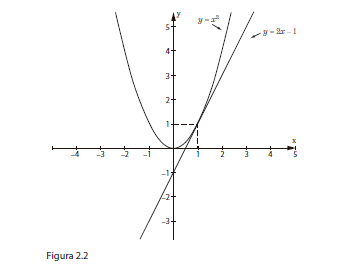 y
y = x²
y = 2x – 1
5
4
3
2
1
x
–4 –3 –2 –1 1 2 3 4 5
–1
–2
–3
Figura 2.2